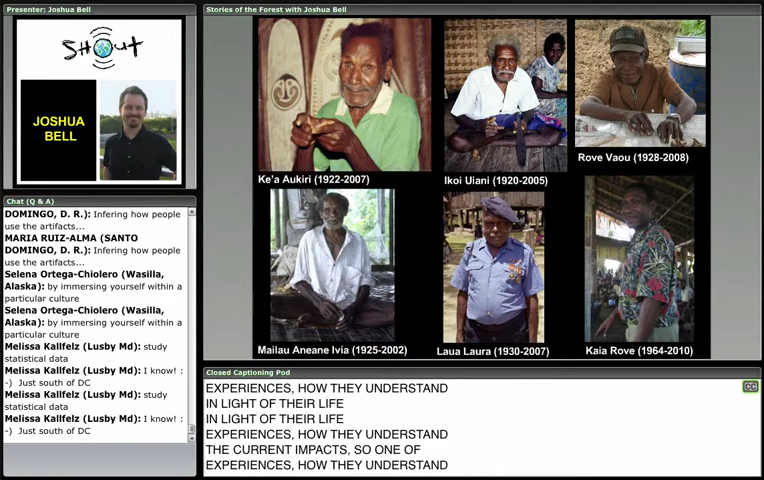 Presenter: Joshua Bell
SHOUT
JOSHUA
BELL
Chat (Q & A)
DOMINGO, D. R.): Infering how people
use the artifacts...
MARIA RUIZ-ALMA (SANTO
DOMINGO, D. R.): Infering how people
use the artifacts...
Selena Ortega-Chiolero (Wasilla,
Alaska): by immersing yourself within a
particular culture
Selena Ortega-Chiolero (Wasilla,
Alaska): by immersing yourself within a
particular culture
Melissa Kallfelz (Lusby Md): study
statistical data
Melissa Kallfelz (Lusby Md): I know! :
-) Just south of DC
Melissa Kallfelz (Lusby Md): study
statistical data
Melissa Kallfelz (Lusby Md): I know! :
-) Just south of DC
Stories of the Forest with Joshua Bell
Ke'a Aukiri (1922-2007)
Ikoi Uiani (1920-2005)
Rove Vaou (1928-2008)
Mailau Aneane Ivia (1925-2002)
Laua Laura (1930-2007)
Kaia Rove (1964-2010)
Closed Captioning Pod
CC
EXPERIENCES, HOW THEY UNDERSTAND
IN LIGHT OF THEIR LIFE
IN LIGHT OF THEIR LIFE
EXPERIENCES, HOW THEY UNDERSTAND
THE CURRENT IMPACTS, SO ONE OF
EXPERIENCES, HOW THEY UNDERSTAND